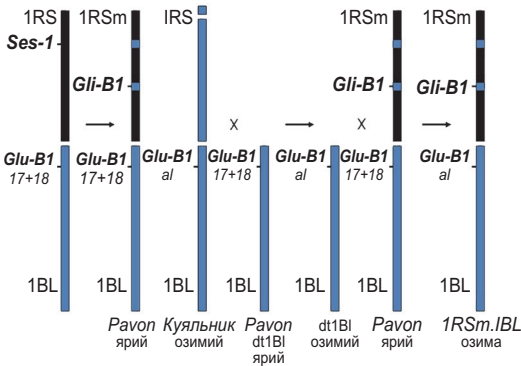 1RS 1RSm IRS 1RSm 1RSm
Ses-1
Gli-B1 Gli-B1 Gli-B1
X X
Glu-B1 Glu-B1 Glu-B1 Glu-B1 Glu-B1 Glu-B1 Glu-B1
17+18 17+18 al 17+18 al 17+18 al
1BL 1BL 1BL 1BL 1BL 1BL 1BL
Pavon Куяльник Pavon dt1Bl Pavon 1RSm.IBL
ярий озимий dt1Bl озимий ярий озима
ярий